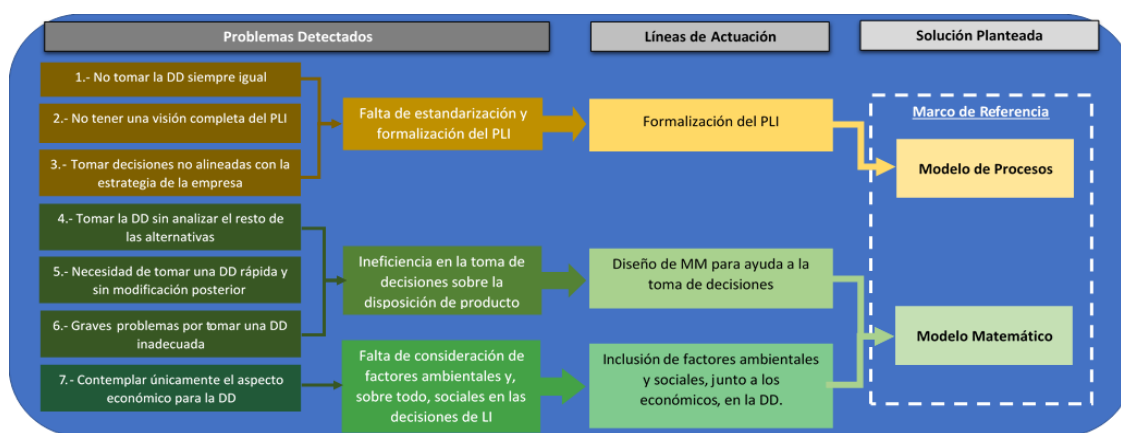 Problemas Detectados
Líneas de Actuación
Solución Planteada
1.- No tomar la DD siempre igual
2.- No tener una visión completa del PLI
3.- Tomar decisiones no alineadas con la
estrategia de la empresa
Falta de estandarización y
formalización del PLI
Formalización del PLI
Marco de Referencia
Modelo de Procesos
4.- Tomar la DD sin analizar el resto de
las alternativas
5.- Necesidad de tomar una DD rápida y
sin modificación posterior
6.- Graves problemas por tomar una DD
inadecuada
Ineficiencia en la toma de
decisiones sobre la
disposición de producto
Diseño de MM para ayuda a la
toma de decisiones
Modelo Matemático
7.- Contemplar únicamente el aspecto
económico para la DD
Falta de consideración de
factores ambientales y,
sobre todo, sociales en las
decisiones de LI
Inclusión de factores ambientales
y sociales, junto a los
económicos, en la DD.